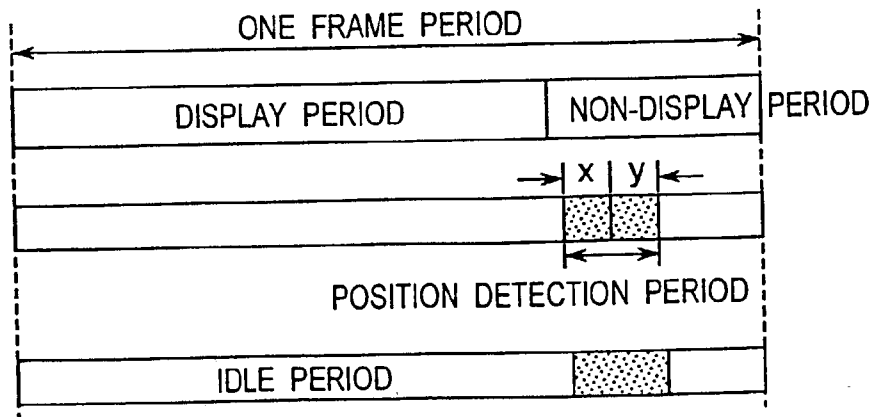 ONE FRAME PERIOD
DISPLAY PERIOD
NON-DISPLAY PERIOD
x y
POSITION DETECTION PERIOD
IDLE PERIOD